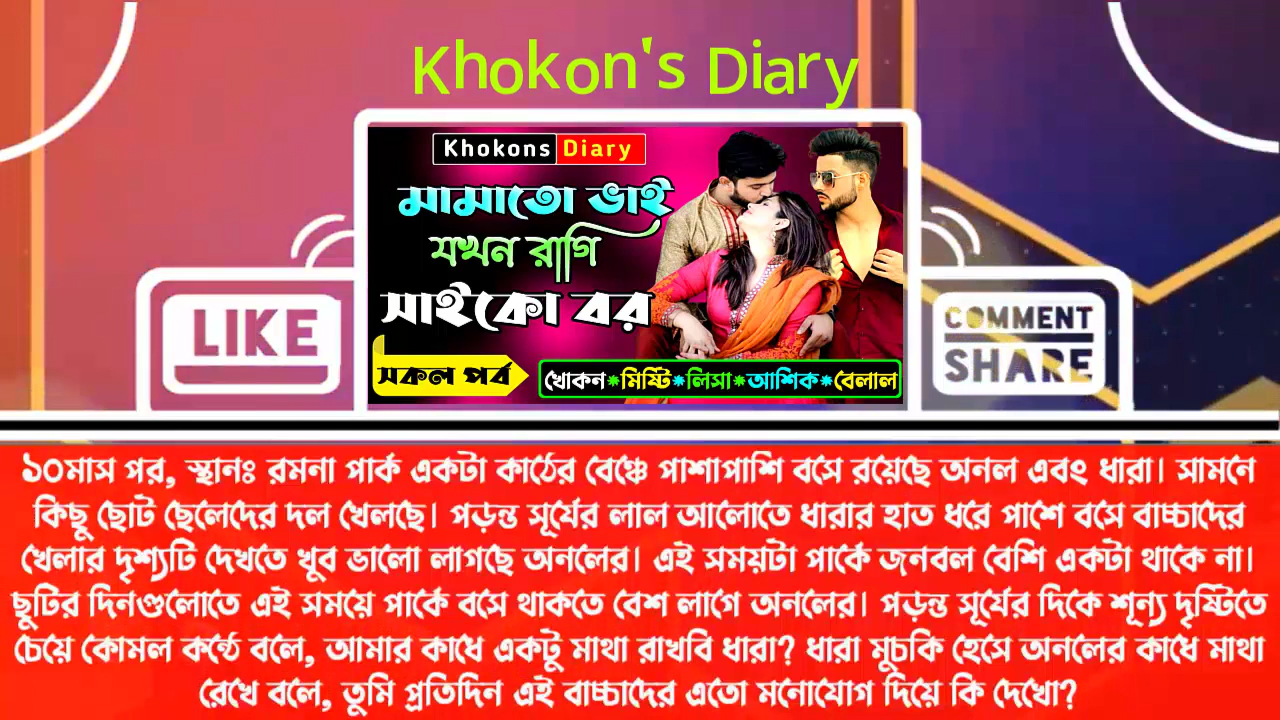 Khokon's Diary
Khokons Diary
মামাতো ভাই
যখন রাগি
সাইকো বর
সকল পর্ব
খোকন*মিষ্টি*লিসা*আশিক*বেলাল
LIKE
COMMENT
SHARE
১০মাস পর, স্থানঃ রমনা পার্ক একটা কাঠের বেঞ্চে পাশাপাশি বসে রয়েছে অনল এবং ধারা। সামনে
কিছু ছোট ছেলেদের দল খেলছে। পড়ন্ত সূর্যের লাল আলোতে ধারার হাত ধরে পাশে বসে বাচ্চাদের
খেলার দৃশ্যটি দেখতে খুব ভালো লাগছে অনলের। এই সময়টা পার্কে জনবল বেশি একটা থাকে না।
ছুটির দিনগুলোতে এই সময়ে পার্কে বসে থাকতে বেশ লাগে অনলের। পড়ন্ত সূর্যের দিকে শূন্য দৃষ্টিতে
চেয়ে কোমল কন্ঠে বলে, আমার কাধে একটু মাথা রাখবি ধারা? ধারা মুচকি হেসে অনলের কাধে মাথা
রেখে বলে, তুমি প্রতিদিন এই বাচ্চাদের এতো মনোযোগ দিয়ে কি দেখো?